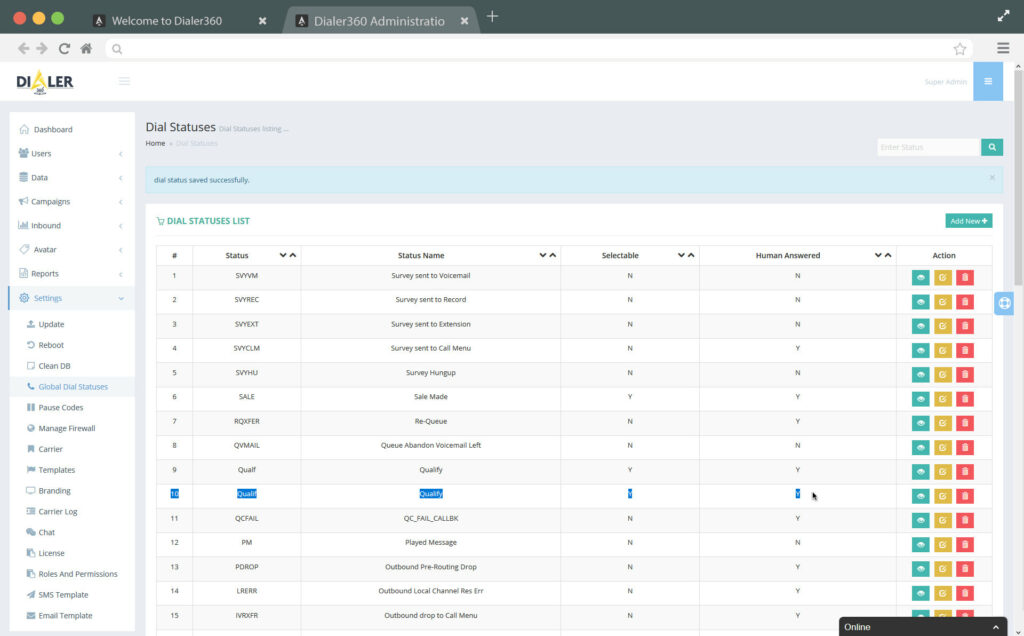 Welcome to Dialer360
Dialer360 Administratio
DIALER
360
Super Admin
Dashboard
Users
Data
Campaigns
Inbound
Avatar
Reports
Settings
Update
Reboot
Clean DB
Global Dial Statuses
Pause Codes
Manage Firewall
Carrier
Templates
Branding
Carrier Log
Chat
License
Roles And Permissions
SMS Template
Email Template
Dial Statuses Dial Statuses listing ...
Home » Dial Statuses
Enter Status
dial status saved successfully.
DIAL STATUSES LIST
Add New
# Status Status Name Selectable Human Answered Action
1 SVYVM Survey sent to Voicemail N N
2 SVYREC Survey sent to Record N N
3 SVYEXT Survey sent to Extension N N
4 SVYCLM Survey sent to Call Menu N Y
5 SVYHU Survey Hungup N N
6 SALE Sale Made Y Y
7 RQXFER Re-Queue N Y
8 QVMAIL Queue Abandon Voicemail Left N N
9 Qualf Qualify Y Y
10 Qualif Qualify Y Y
11 QCFAIL QC_FAIL_CALLBK N Y
12 PM Played Message N N
13 PDROP Outbound Pre-Routing Drop N Y
14 LRERR Outbound Local Channel Res Err N Y
15 IVRXFR Outbound drop to Call Menu N Y
Online